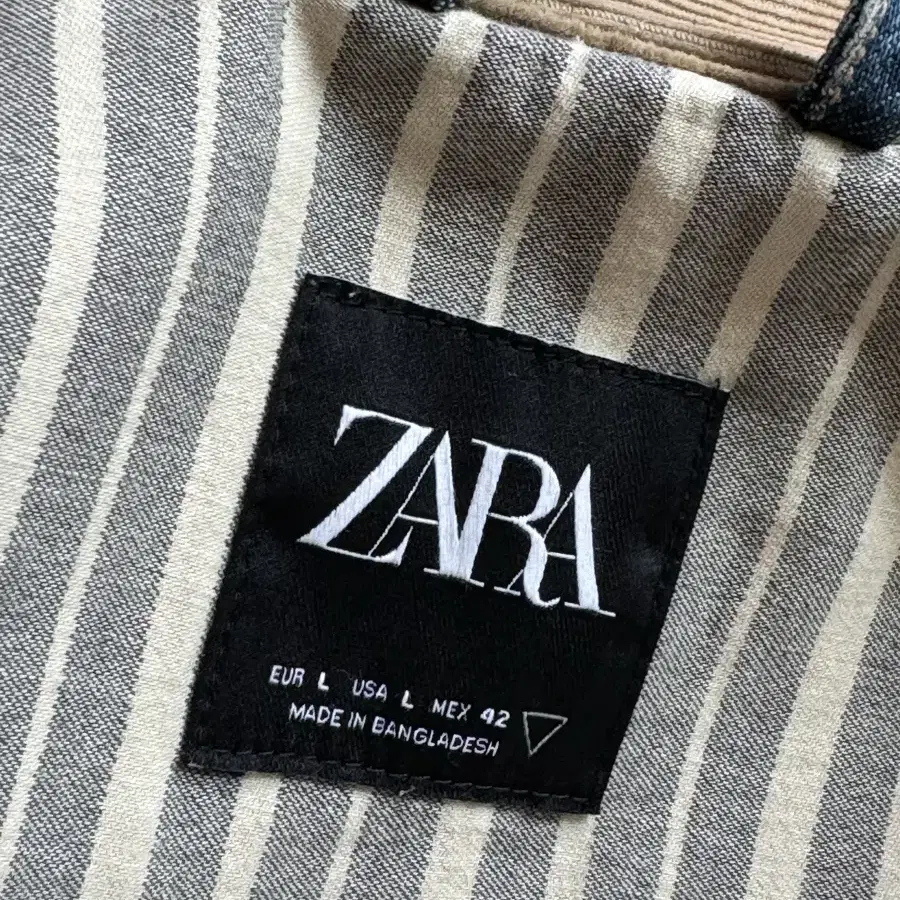 ZARA
EUR L USA L MEX 42
MADE IN BANGLADESH